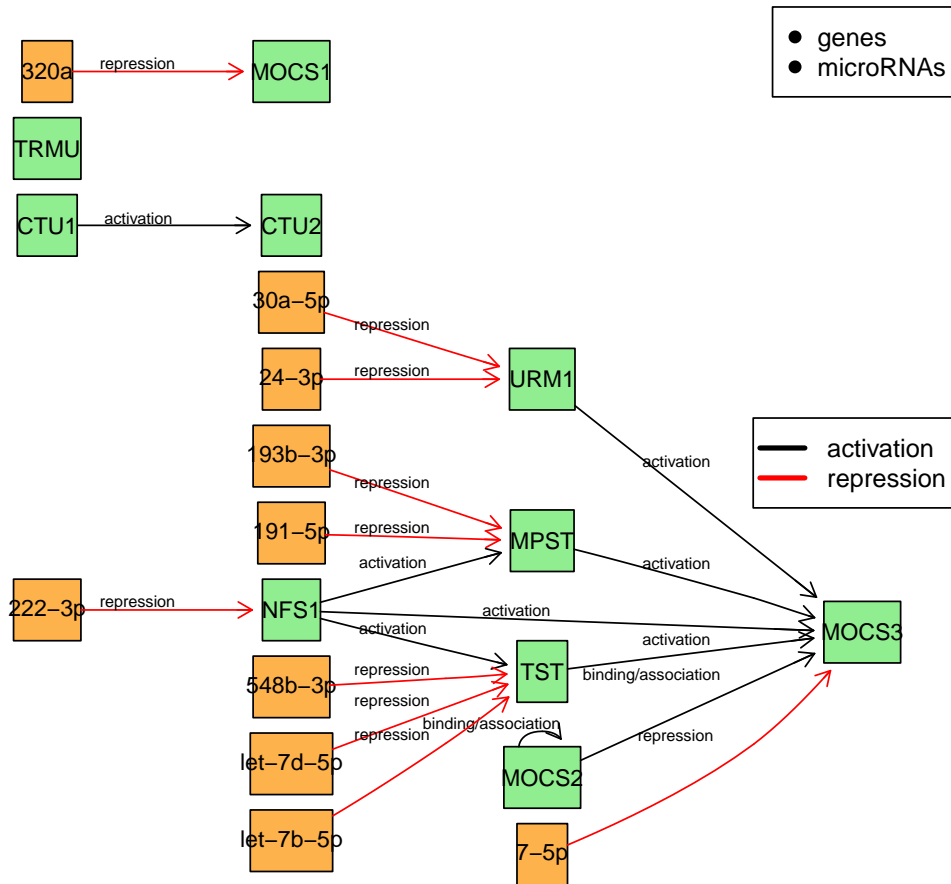 genes
microRNAs
320a
repression
MOCS1
TRMU
CTU1
activation
CTU2
30a−5p
repression
24−3p
repression
URM1
activation
activation
repression
193b−3p
repression
191−5p
repression
MPST
activation
activation
222−3p
repression
NFS1
activation
activation
MOCS3
activation
TST
binding/association
548b−3p
repression
repression
binding/association
repression
repression
let−7d−5p
MOCS2
let−7b−5p
7−5p